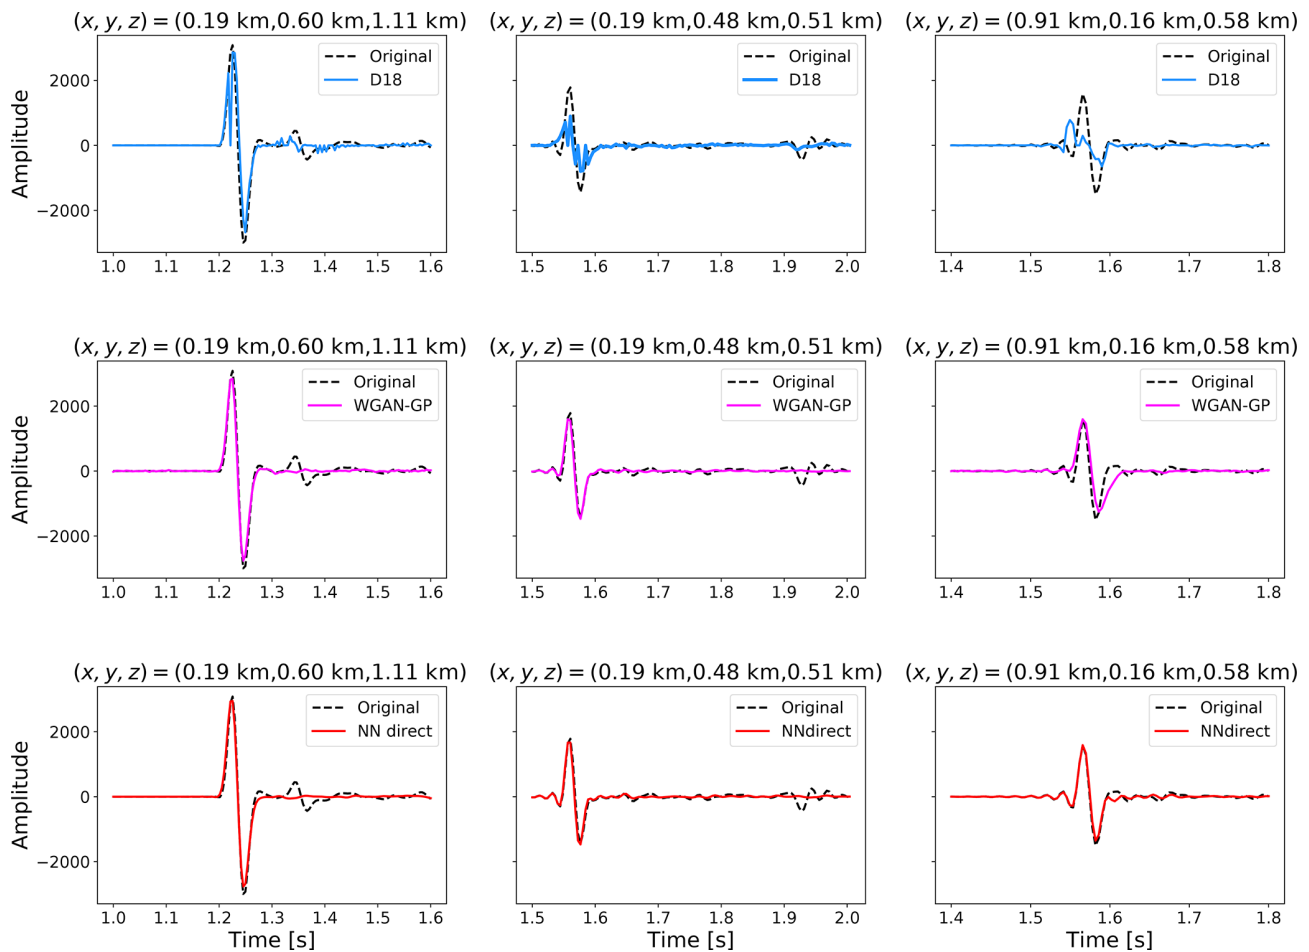 (x, y, z) = (0.19 km,0.60 km,1.11 km)
(x, y, z) = (0.19 km,0.48 km,0.51 km)
(x, y, z) = (0.91 km,0.16 km,0.58 km)
Amplitude
2000
0
−2000
Original
D18
Original
D18
Original
D18
1.0 1.1 1.2 1.3 1.4 1.5 1.6
1.5 1.6 1.7 1.8 1.9 2.0
1.4 1.5 1.6 1.7 1.8
(x, y, z) = (0.19 km,0.60 km,1.11 km)
(x, y, z) = (0.19 km,0.48 km,0.51 km)
(x, y, z) = (0.91 km,0.16 km,0.58 km)
Amplitude
2000
0
−2000
Original
WGAN-GP
Original
WGAN-GP
Original
WGAN-GP
1.0 1.1 1.2 1.3 1.4 1.5 1.6
1.5 1.6 1.7 1.8 1.9 2.0
1.4 1.5 1.6 1.7 1.8
(x, y, z) = (0.19 km,0.60 km,1.11 km)
(x, y, z) = (0.19 km,0.48 km,0.51 km)
(x, y, z) = (0.91 km,0.16 km,0.58 km)
Amplitude
2000
0
−2000
Original
NN direct
Original
NNdirect
Original
NNdirect
1.0 1.1 1.2 1.3 1.4 1.5 1.6
1.5 1.6 1.7 1.8 1.9 2.0
1.4 1.5 1.6 1.7 1.8
Time [s]
Time [s]
Time [s]